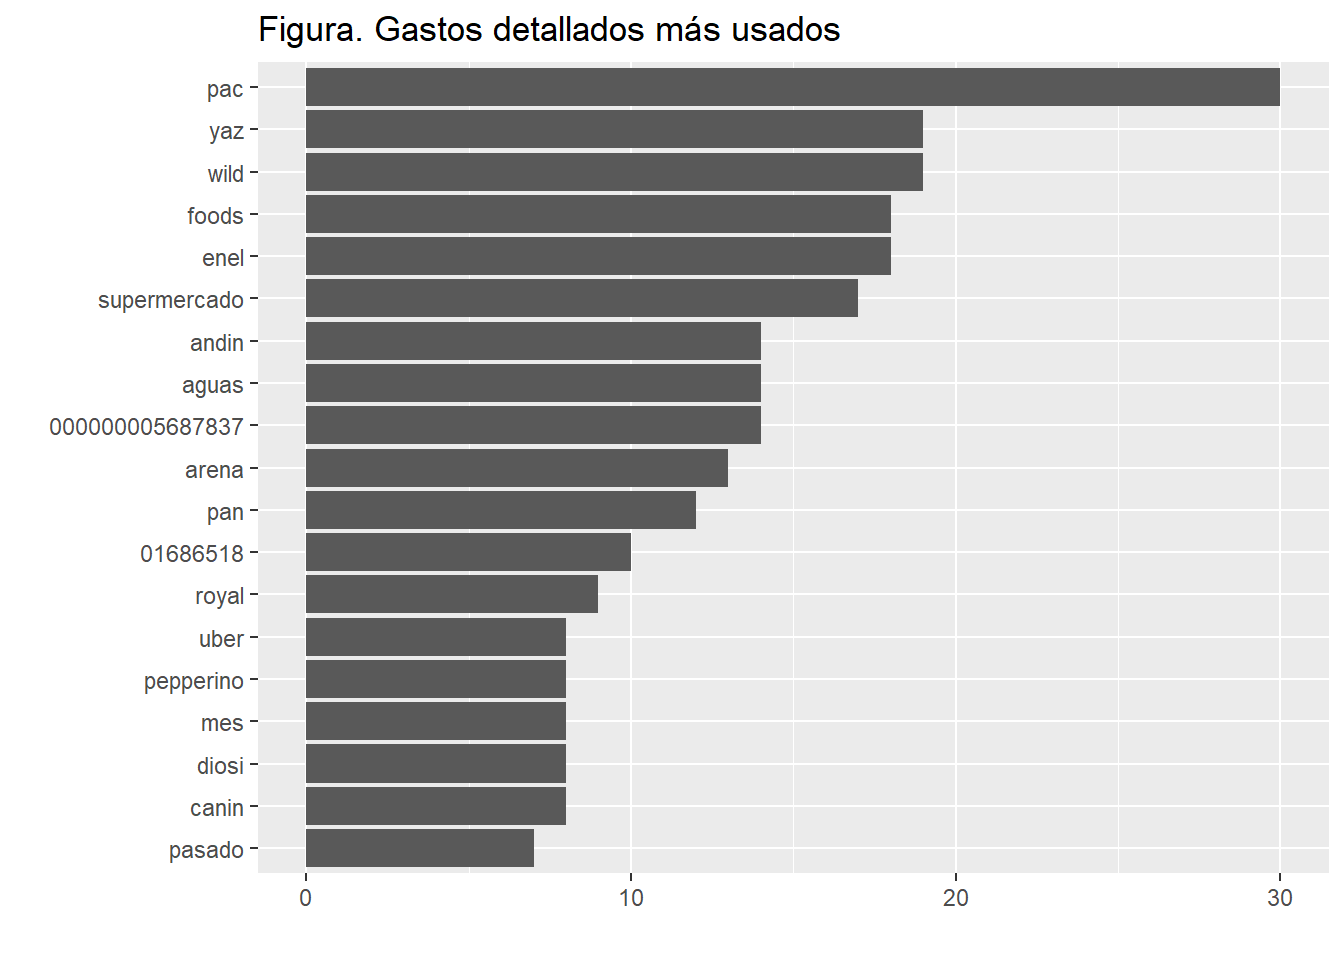 Figura. Gastos detallados más usados
pac
yaz
wild
foods
enel
supermercado
andin
aguas
000000005687837
arena
pan
01686518
royal
uber
pepperino
mes
diosi
canin
pasado
0 10 20 30